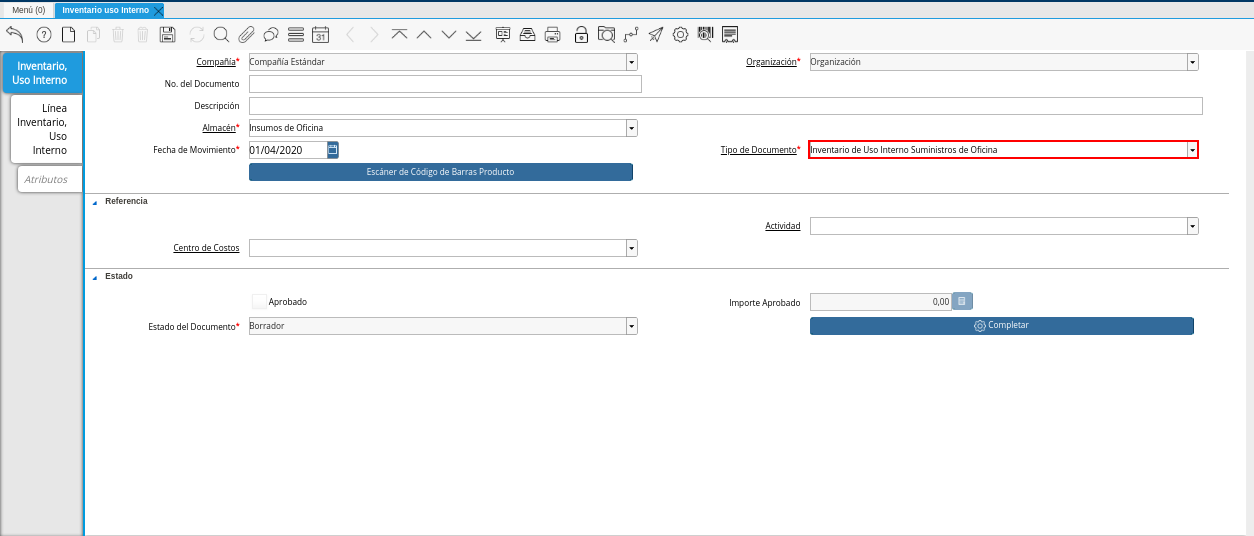 Menú (0) Inventario uso Interno
31
Inventario,
Uso Interno
Línea
Inventario,
Uso
Interno
Atributos
Compañía* Compañía Estándar Organización* Organización
No. del Documento
Descripción
Almacén* Insumos de Oficina
Fecha de Movimiento* 01/04/2020 Tipo de Documento* Inventario de Uso Interno Suministros de Oficina
Escáner de Código de Barras Producto
Referencia
Actividad
Centro de Costos
Estado
Aprobado Importe Aprobado 0,00
Estado del Documento* Borrador Completar